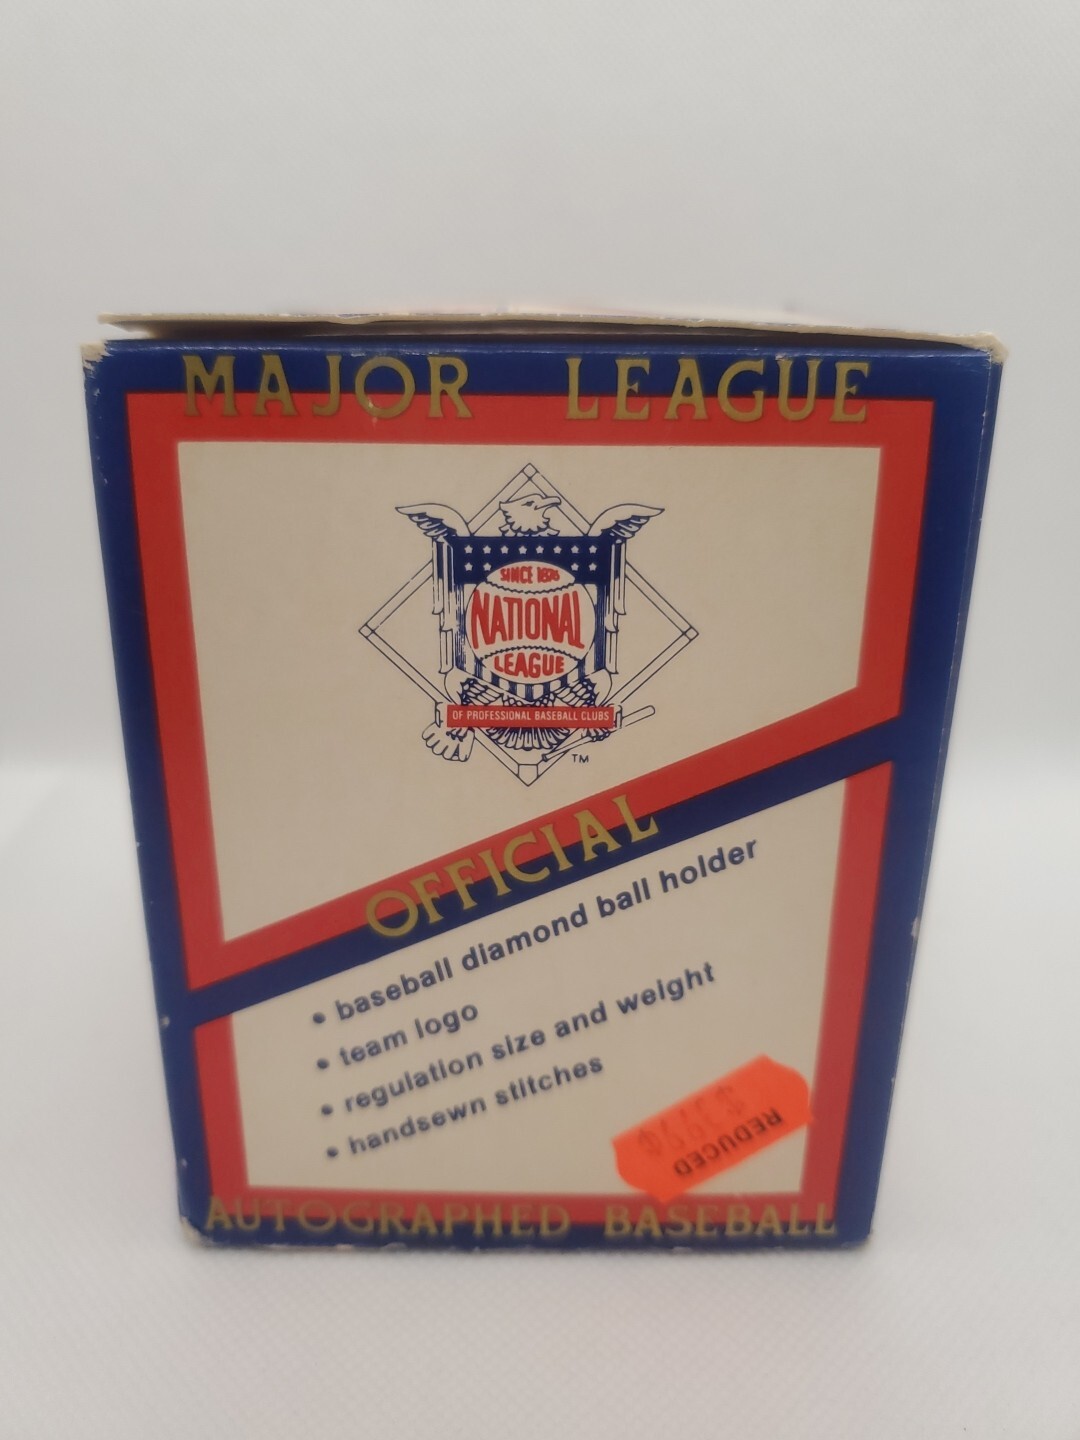 MAJOR LEAGUE
SINCE 1876
NATIONAL
LEAGUE
OF PROFESSIONAL BASEBALL CLUBS
TM
OFFICIAL
• baseball diamond ball holder
• team logo
• regulation size and weight
• handsewn stitches
REDUCED
AUTOGRAPHED BASEBALL